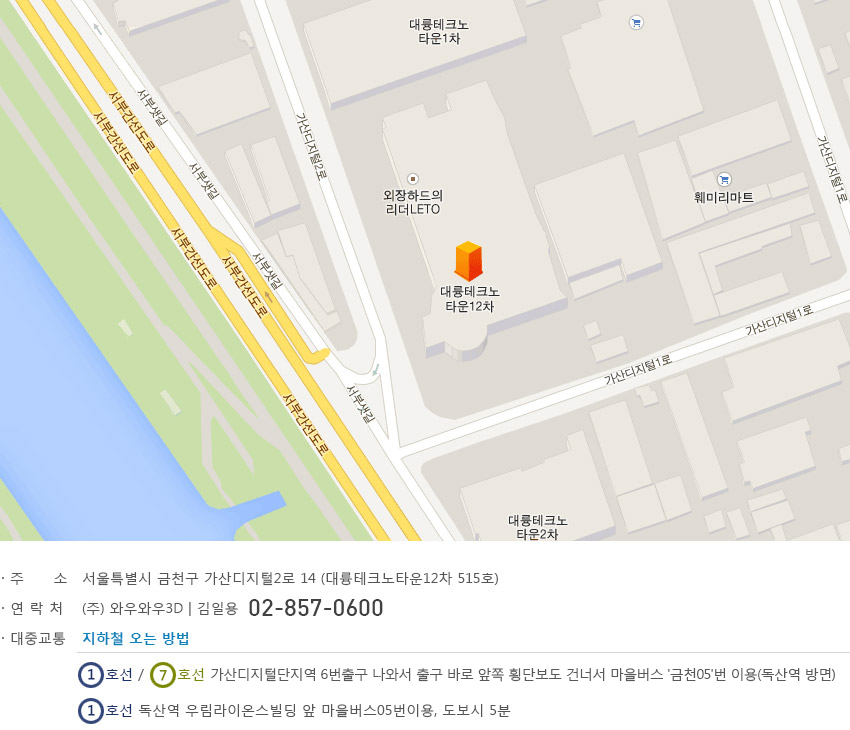 대륭테크노
타운1차
서부샛길
서부간선도로
서부간선도로
가산디지털2로
가산디지털1로
서부샛길
외장하드의
리더LETO
훼미리마트
서부간선도로
서부간선도로
서부샛길
대륭테크노
타운12차
가산디지털1로
가산디지털1로
서부샛길
서부간선도로
대륭테크노
타운2차
· 주 소 서울특별시 금천구 가산디지털2로 14 (대륭테크노타운12차 515호)
· 연 락 처 (주) 와우와우3D | 김일용 02-857-0600
· 대중교통 지하철 오는 방법
1호선 / 7호선 가산디지털단지역 6번출구 나와서 출구 바로 앞쪽 횡단보도 건너서 마을버스 '금천05'번 이용(독산역 방면)
1호선 독산역 우림라이온스빌딩 앞 마을버스05번이용, 도보시 5분